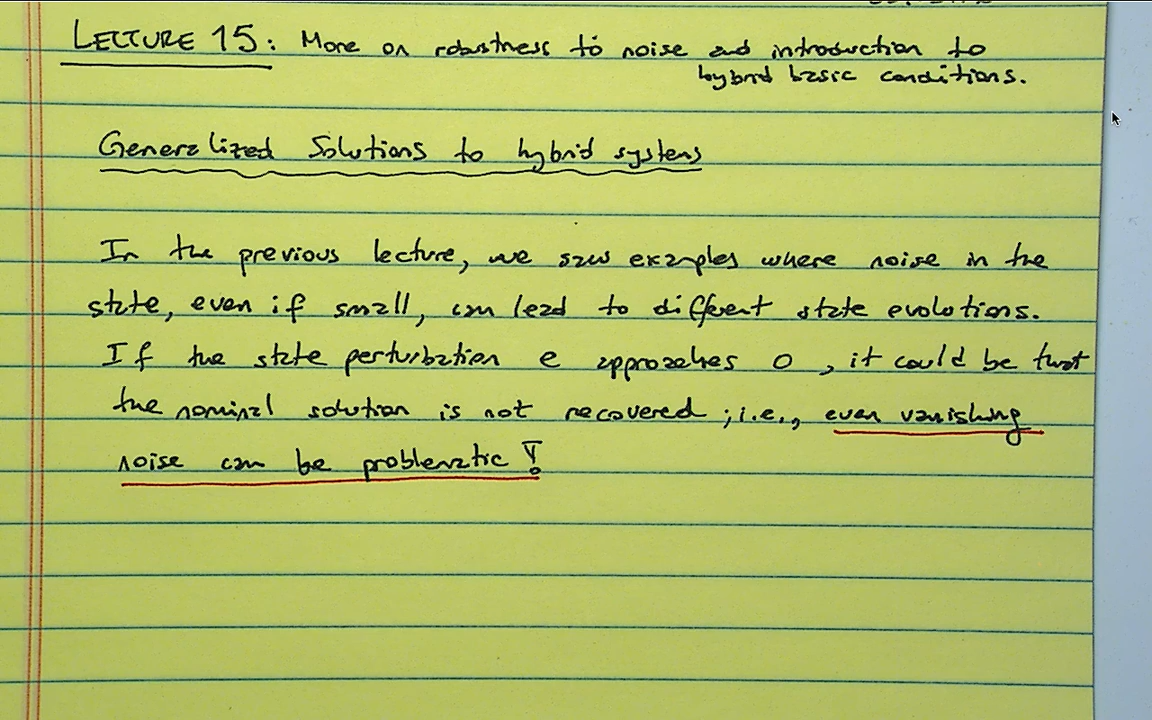 LECTURE 15: More on robustness to noise and introduction to
hybrid basic conditions.
Generalized Solutions to hybrid systems
In the previous lecture, we saw examples where noise in the
state, even if small, can lead to different state evolutions.
If the state perturbation e approaches 0, it could be that
the nominal solution is not recovered; i.e., even vanishing
noise can be problematic!